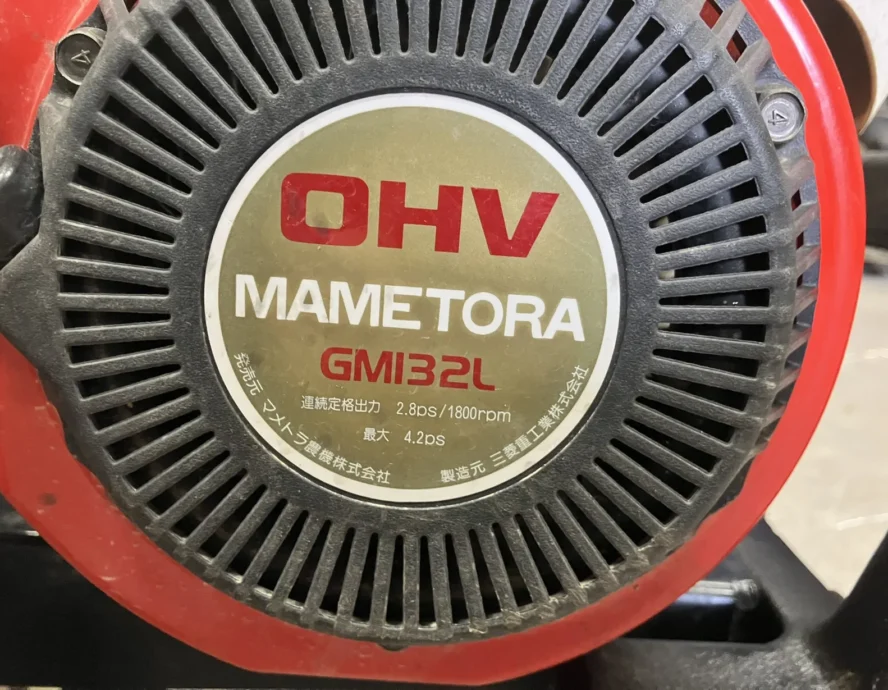 OHV
MAMETORA
GM132L
連続定格出力 2.8ps/1800rpm
最大 4.2ps
発売元 マメトラ農機株式会社
製造元 三菱重工業株式会社
4
4